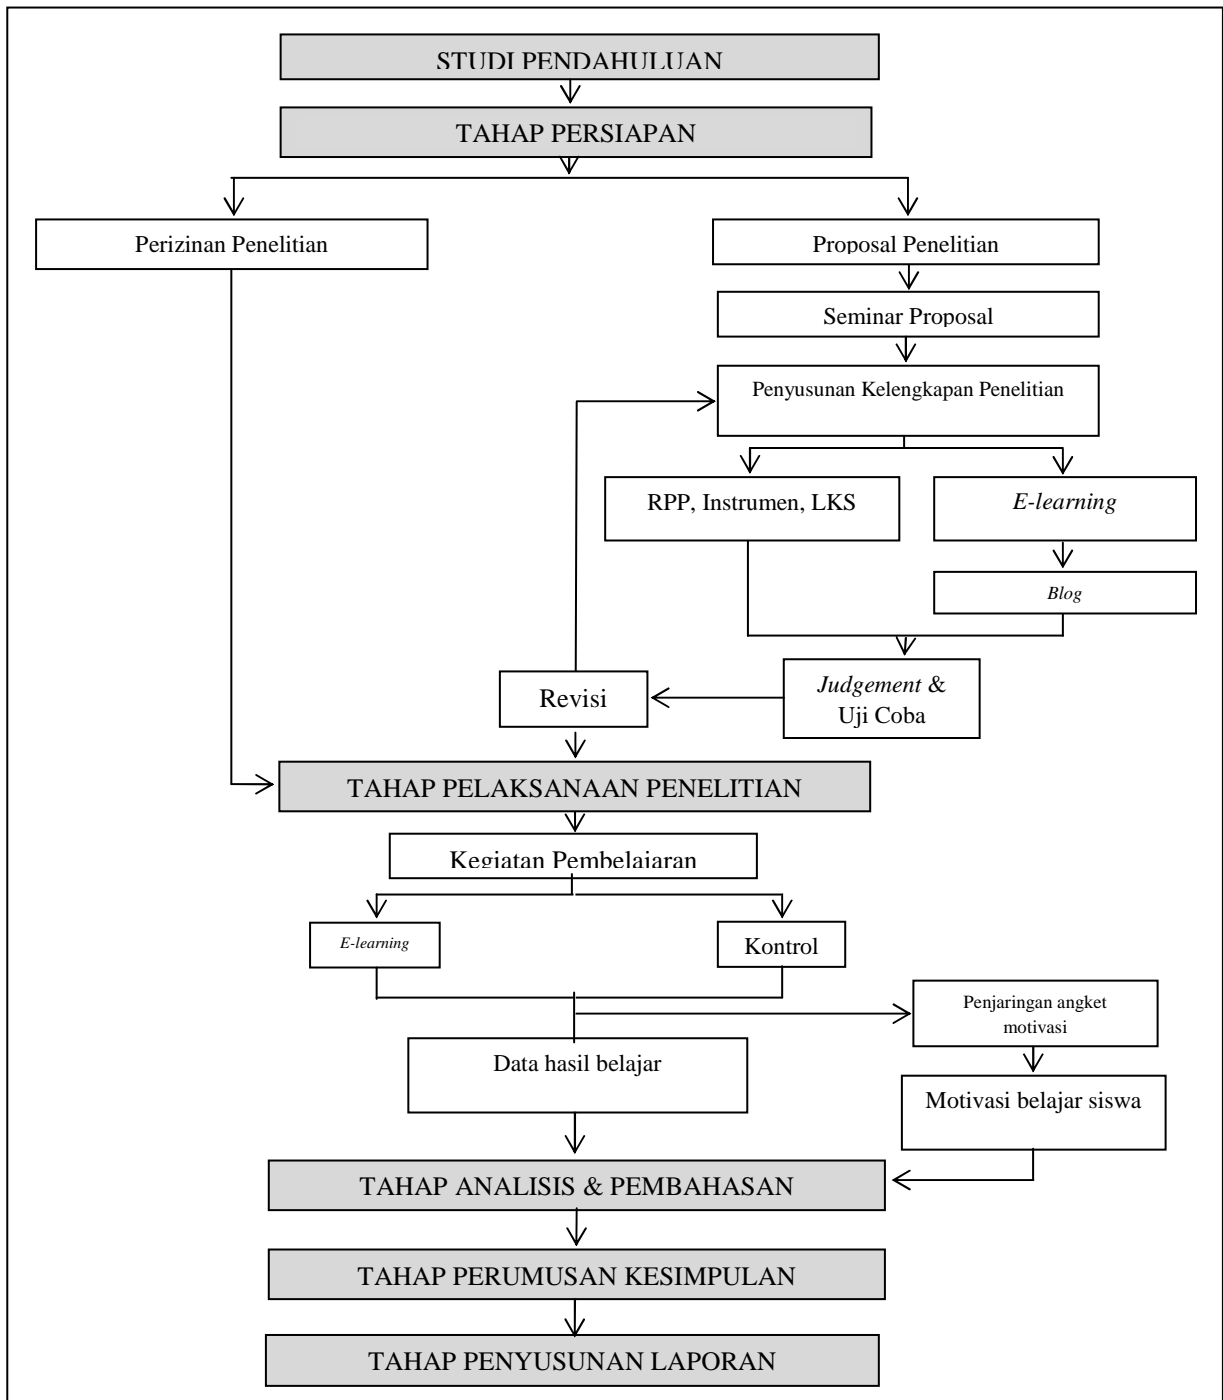 STUDI PENDAHULUAN
TAHAP PERSIAPAN
Perizinan Penelitian
Proposal Penelitian
Seminar Proposal
Penyusunan Kelengkapan Penelitian
RPP, Instrumen, LKS
E-learning
Blog
Judgement &
Uji Coba
Revisi
TAHAP PELAKSANAAN PENELITIAN
Kegiatan Pembelajaran
E-learning
Kontrol
Penjaringan angket
motivasi
Data hasil belajar
Motivasi belajar siswa
TAHAP ANALISIS & PEMBAHASAN
TAHAP PERUMUSAN KESIMPULAN
TAHAP PENYUSUNAN LAPORAN